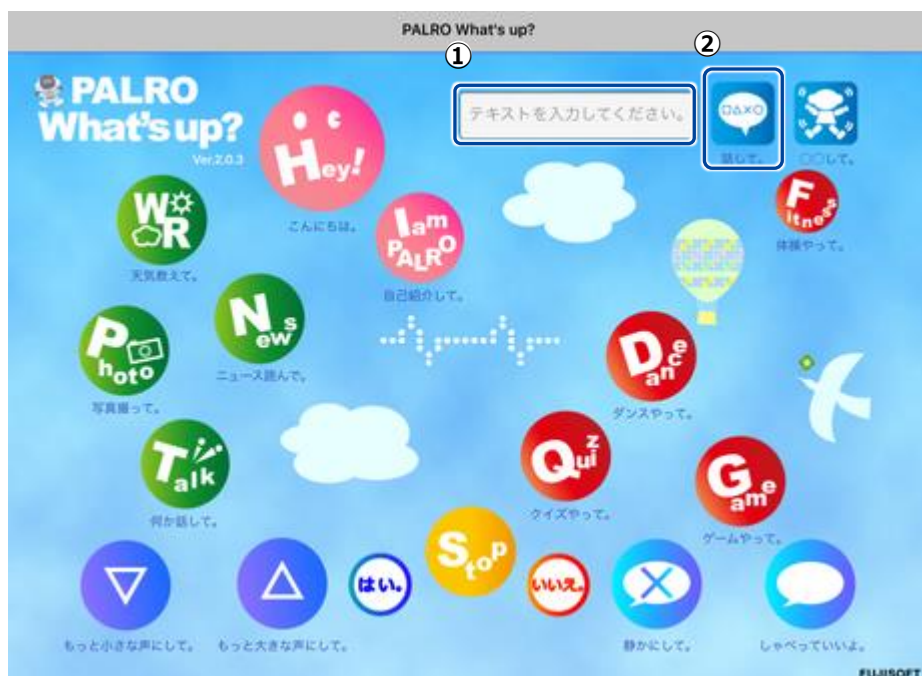 PALRO What's up?
①
②
PALRO
What's up?
Ver.2.0.3
Hey!
こんにちは。
テキストを入力してください。
□△×○
話して。
○○して。
WR
天気教えて。
I am PALRO
自己紹介して。
Fitness
体操やって。
News
ニュース読んで。
Photo
写真撮って。
Dance
ダンスやって。
Talk
何か話して。
Quiz
クイズやって。
Game
ゲームやって。
Stop
はい。
いいえ。
もっと小さな声にして。
もっと大きな声にして。
静かにして。
しゃべっていいよ。
FUJISOFT